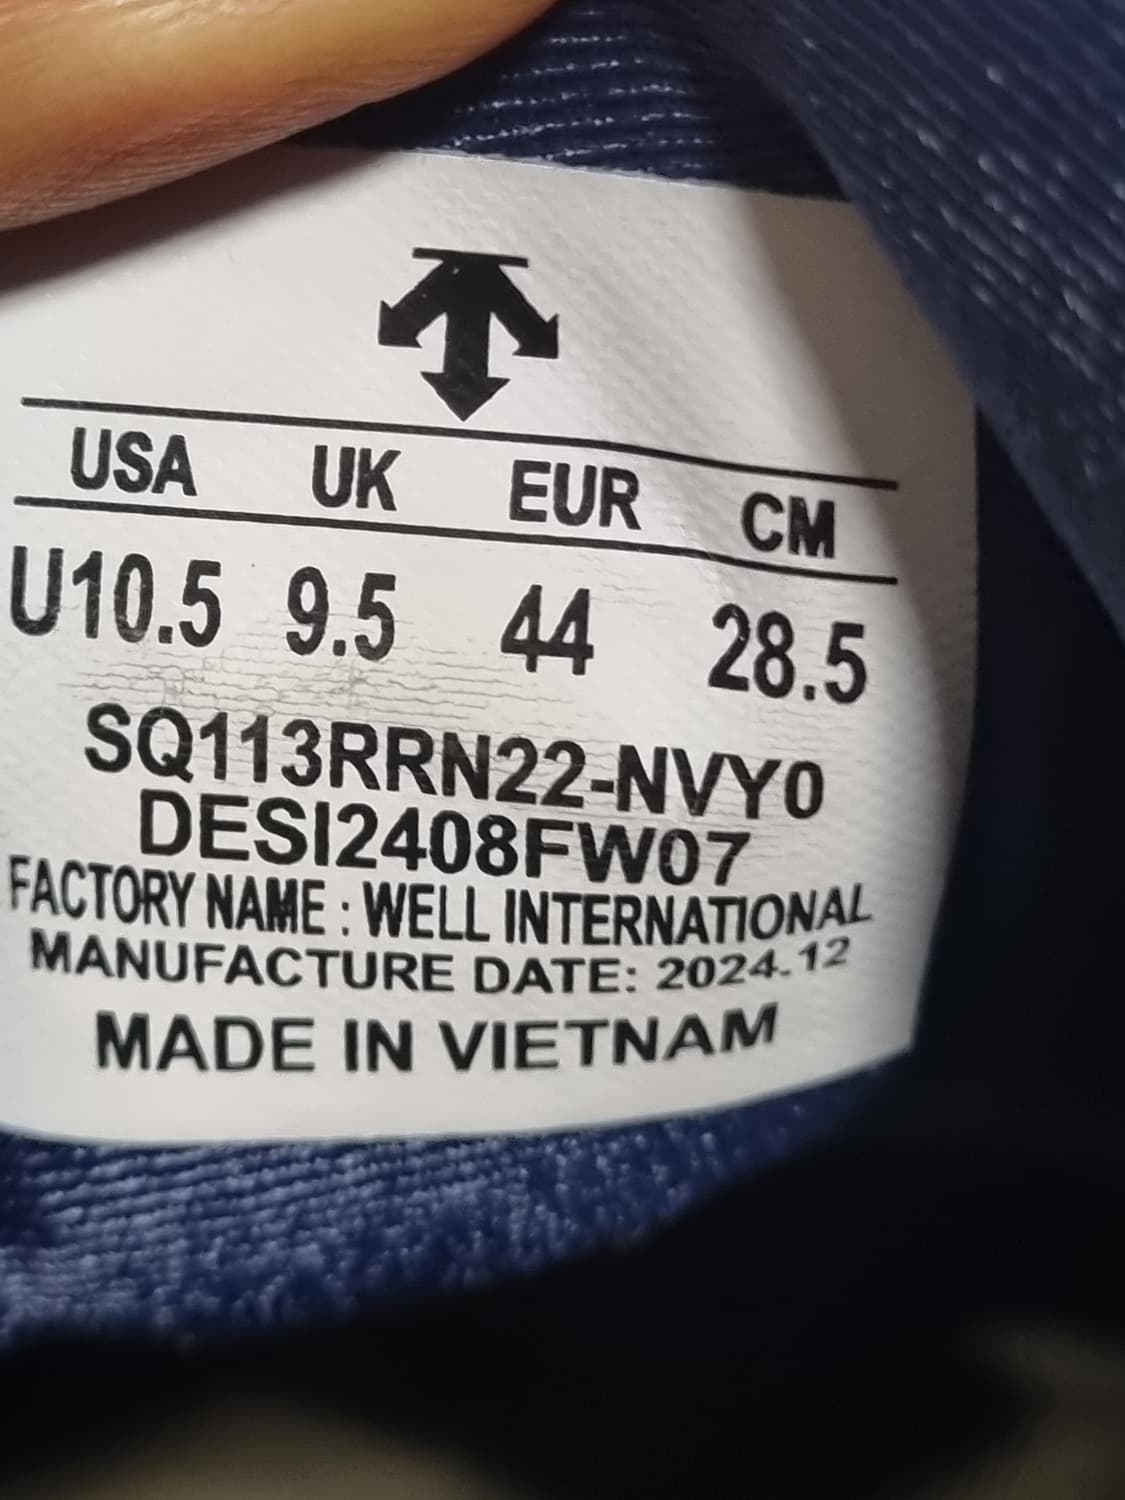 USA UK EUR CM
U10.5 9.5 44 28.5
SQ113RRN22-NVY0
DESI2408FW07
FACTORY NAME : WELL INTERNATIONAL
MANUFACTURE DATE: 2024.12
MADE IN VIETNAM